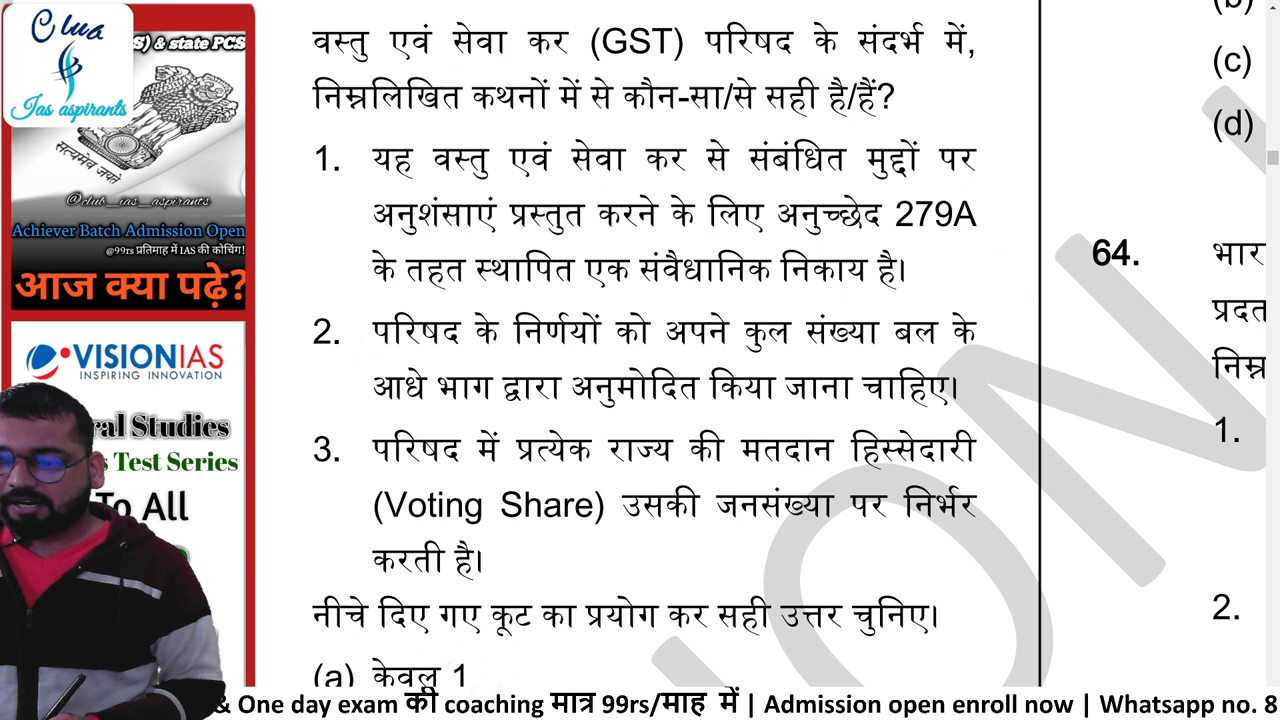 Clua
Jas aspirants
S) & state PCS
सत्यमेव जयते
@club_ias_aspirants
Achiever Batch Admission Open
@99rs प्रतिमाह में IAS की कोचिंग!
आज क्या पढ़े?
VISIONIAS
INSPIRING INNOVATION
ral Studies
s Test Series
To All
वस्तु एवं सेवा कर (GST) परिषद के संदर्भ में,
निम्नलिखित कथनों में से कौन-सा/से सही है/हैं?
1. यह वस्तु एवं सेवा कर से संबंधित मुद्दों पर
अनुशंसाएं प्रस्तुत करने के लिए अनुच्छेद 279A
के तहत स्थापित एक संवैधानिक निकाय है।
2. परिषद के निर्णयों को अपने कुल संख्या बल के
आधे भाग द्वारा अनुमोदित किया जाना चाहिए।
3. परिषद में प्रत्येक राज्य की मतदान हिस्सेदारी
(Voting Share) उसकी जनसंख्या पर निर्भर
करती है।
नीचे दिए गए कूट का प्रयोग कर सही उत्तर चुनिए।
(a) केवल 1
(b)
(c)
(d)
64. भार
प्रदत
निम्न
1.
2.
& One day exam की coaching मात्र 99rs/माह में | Admission open enroll now | Whatsapp no. 8